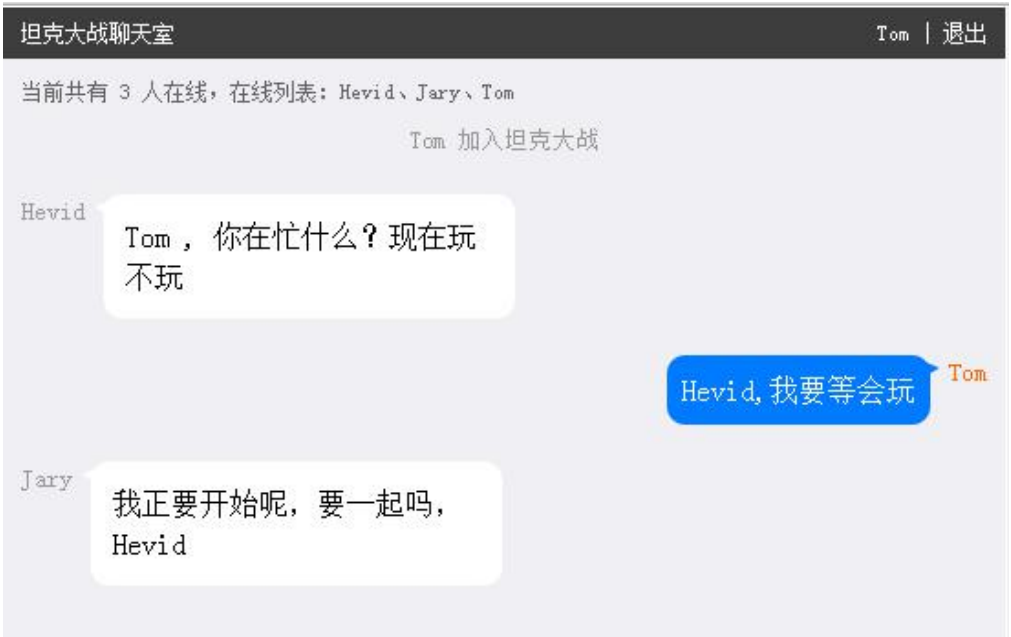 坦克大战聊天室 Tom | 退出
当前共有 3 人在线，在线列表：Hevid、Jary、Tom
Tom 加入坦克大战
Hevid
Tom ， 你在忙什么？现在玩
不玩
Hevid,我要等会玩
Tom
Jary
我正要开始呢，要一起吗，
Hevid